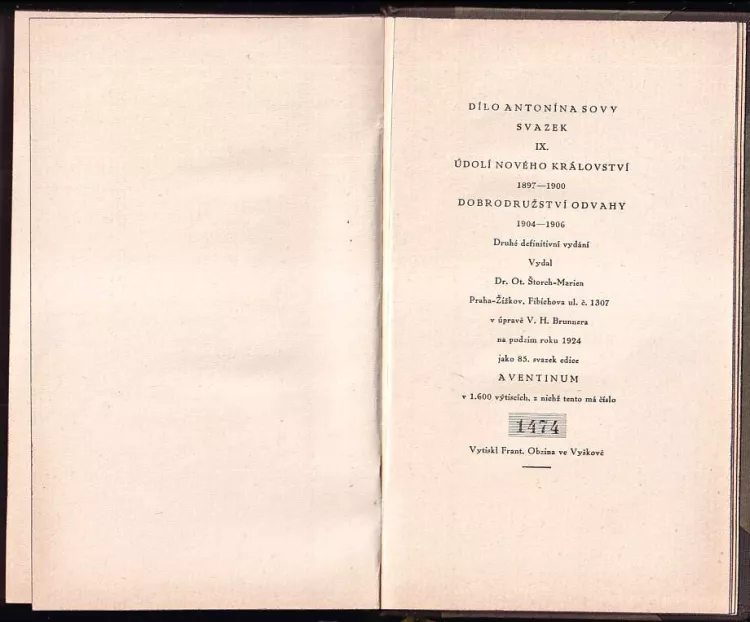 DÍLO ANTONÍNA SOVY
SVAZEK
IX.
ÚDOLÍ NOVÉHO KRÁLOVSTVÍ
1897—1900
DOBRODRUŽSTVÍ ODVAHY
1904—1906
Druhé definitivní vydání
Vydal
Dr. Ot. Štorch-Marien
Praha-Žižkov, Fibichova ul. č. 1307
v úpravě V. H. Brunnera
na podzim roku 1924
jako 85. svazek edice
AVENTINUM
v 1.600 výtiscích, z nichž tento má číslo
1474
Vytiskl Frant. Obzina ve Vyškově